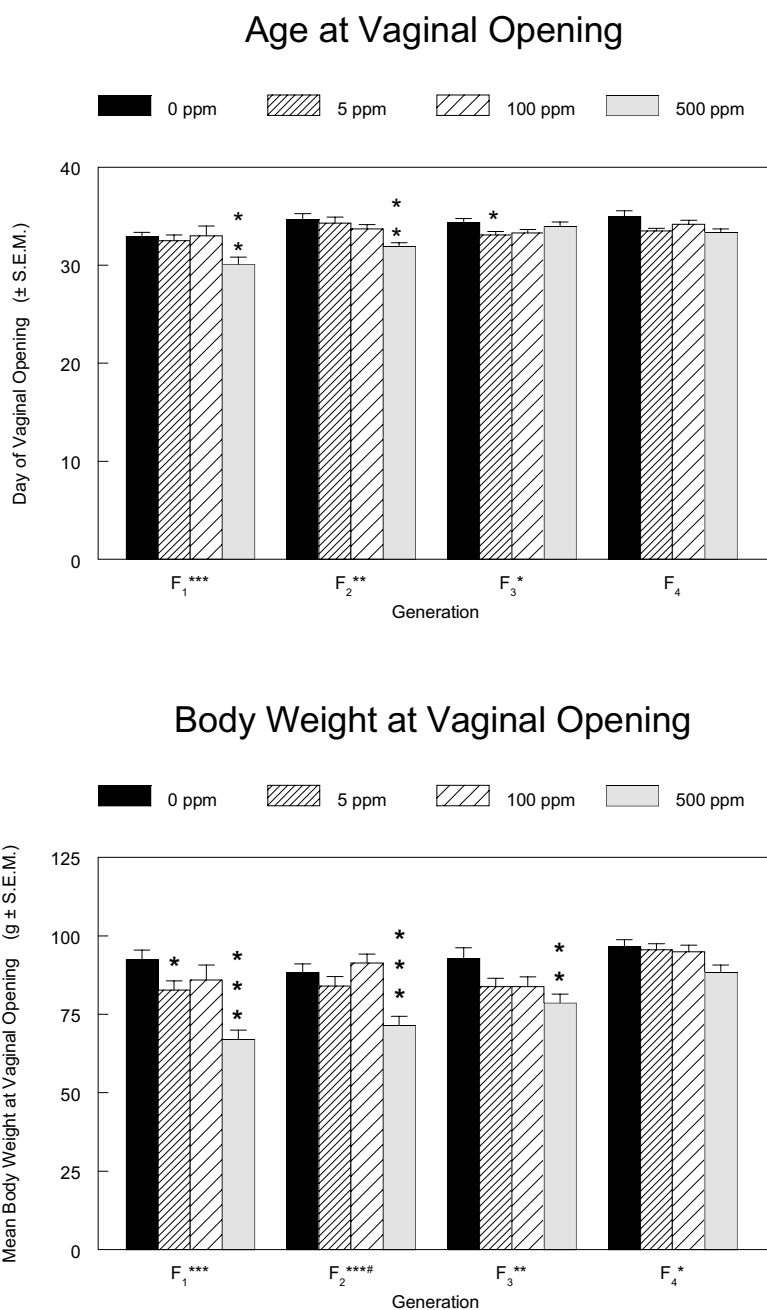 Age at Vaginal Opening
0 ppm 5 ppm 100 ppm 500 ppm
Day of Vaginal Opening (± S.E.M.)
40
30
20
10
0
* *
* *
*
F1*** F2** F3* F4
Generation
Body Weight at Vaginal Opening
0 ppm 5 ppm 100 ppm 500 ppm
Mean Body Weight at Vaginal Opening (g ± S.E.M.)
125
100
75
50
25
0
*
* * *
* * *
* *
F1*** F2***# F3** F4*
Generation